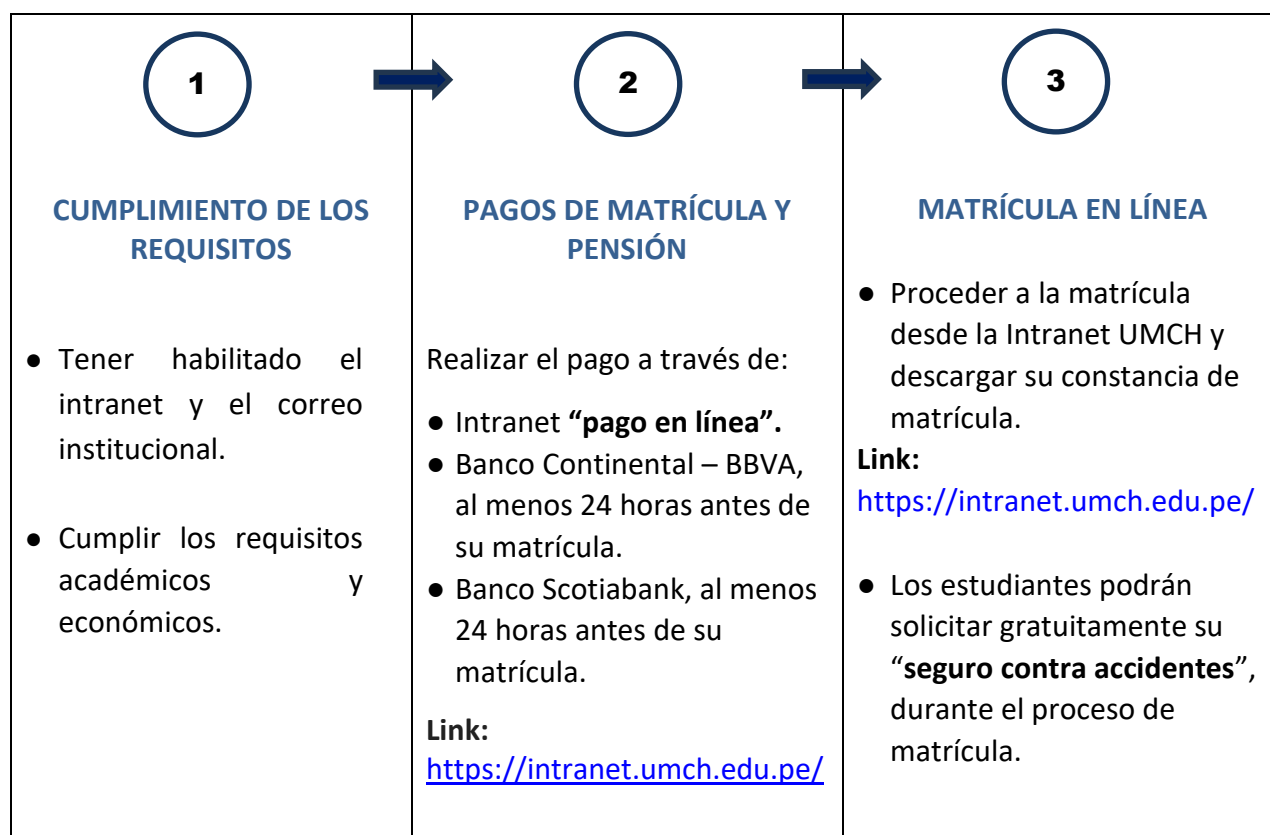 1
CUMPLIMIENTO DE LOS
REQUISITOS
● Tener habilitado el
intranet y el correo
institucional.
● Cumplir los requisitos
académicos y
económicos.
2
PAGOS DE MATRÍCULA Y
PENSIÓN
Realizar el pago a través de:
● Intranet “pago en línea”.
● Banco Continental – BBVA,
al menos 24 horas antes de
su matrícula.
● Banco Scotiabank, al menos
24 horas antes de su
matrícula.
Link:
https://intranet.umch.edu.pe/
3
MATRÍCULA EN LÍNEA
● Proceder a la matrícula
desde la Intranet UMCH y
descargar su constancia de
matrícula.
Link:
https://intranet.umch.edu.pe/
● Los estudiantes podrán
solicitar gratuitamente su
“seguro contra accidentes”,
durante el proceso de
matrícula.